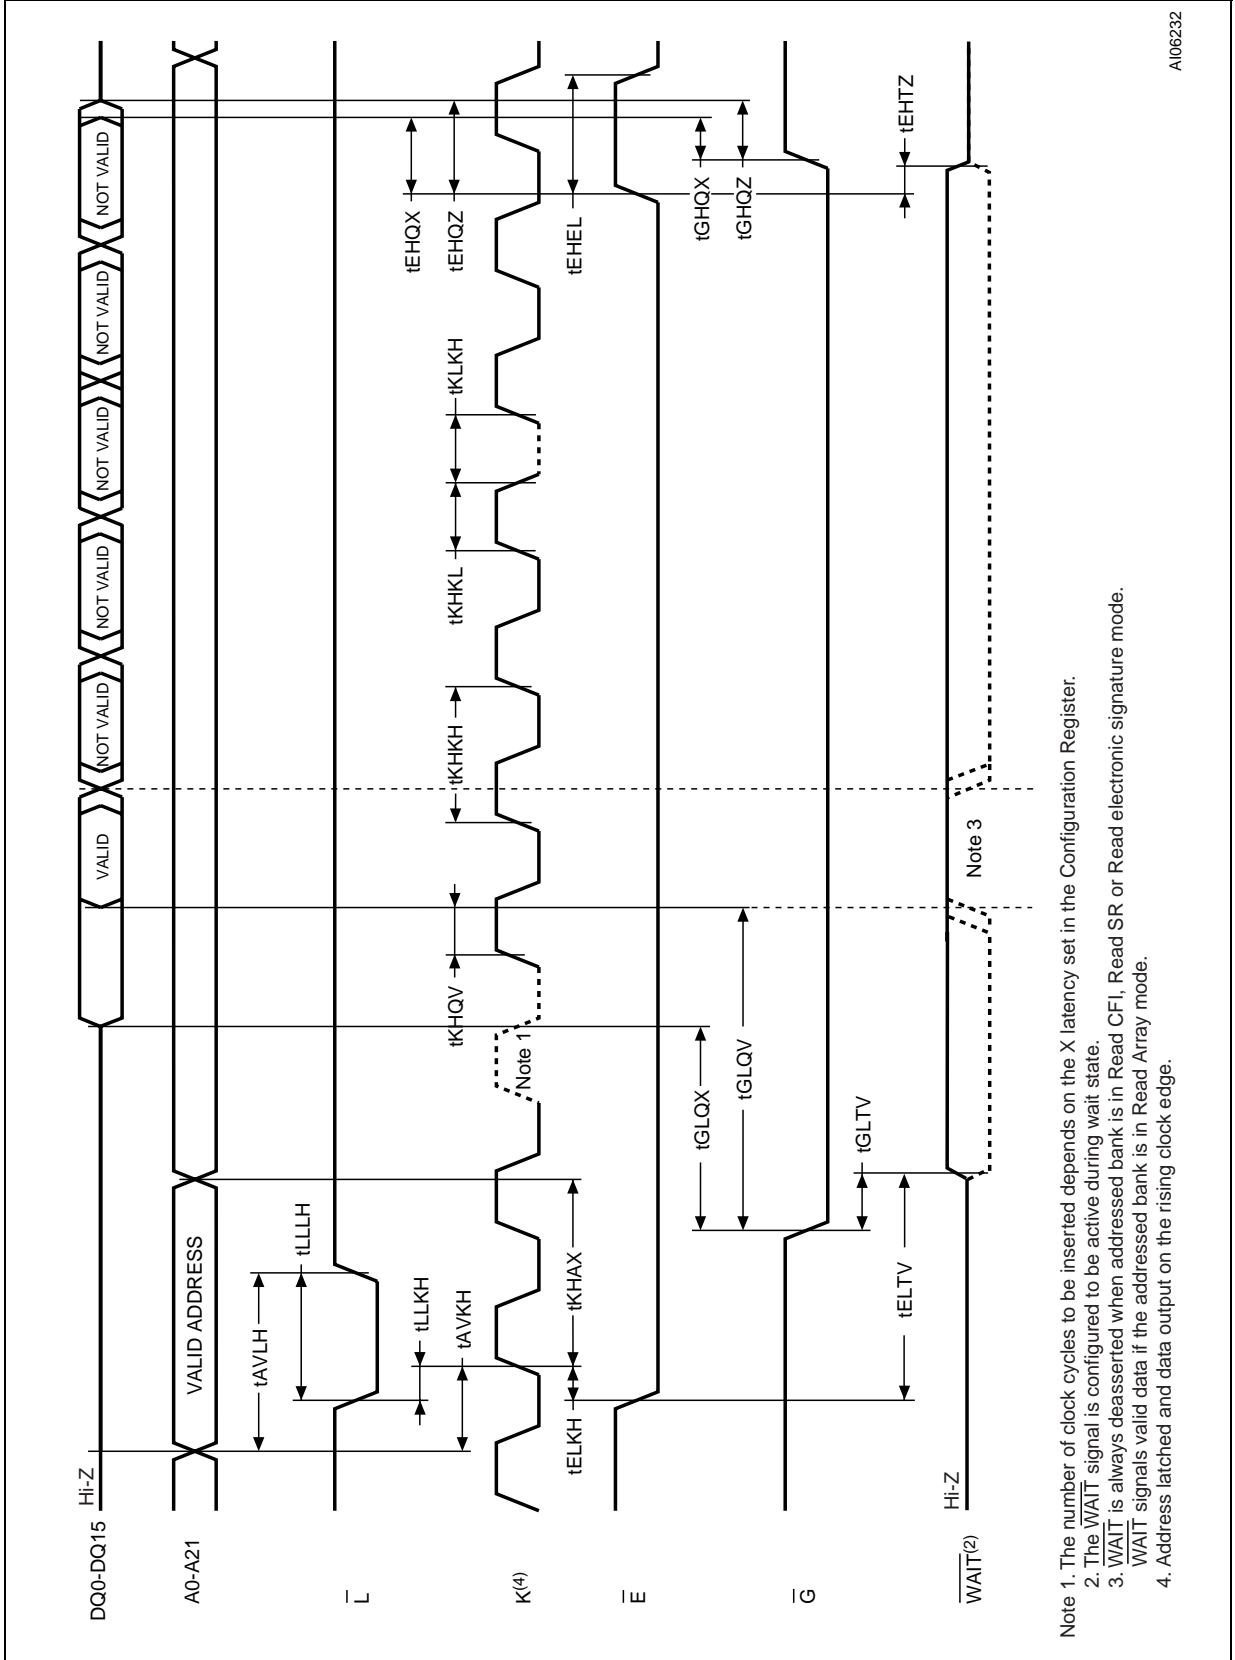 DQ0-DQ15
Hi-Z
VALID
NOT VALID
NOT VALID
NOT VALID
NOT VALID
NOT VALID
A0-A21
VALID ADDRESS
tAVLH
L
tLLLH
tLLKH
tAVKH
K(4)
Note 1
tKHQV
tKHKH
tKHKL
tKLKH
tEHQX
tEHQZ
tELKH
tKHAX
tEHEL
E
tGLQX
tGLQV
tGHQX
tGHQZ
G
tGLTV
tELTV
tEHTZ
WAIT(2)
Hi-Z
Note 3
Note 1. The number of clock cycles to be inserted depends on the X latency set in the Configuration Register.
2. The WAIT signal is configured to be active during wait state.
3. WAIT is always deasserted when addressed bank is in Read CFI, Read SR or Read electronic signature mode.
WAIT signals valid data if the addressed bank is in Read Array mode.
4. Address latched and data output on the rising clock edge.
AI06232